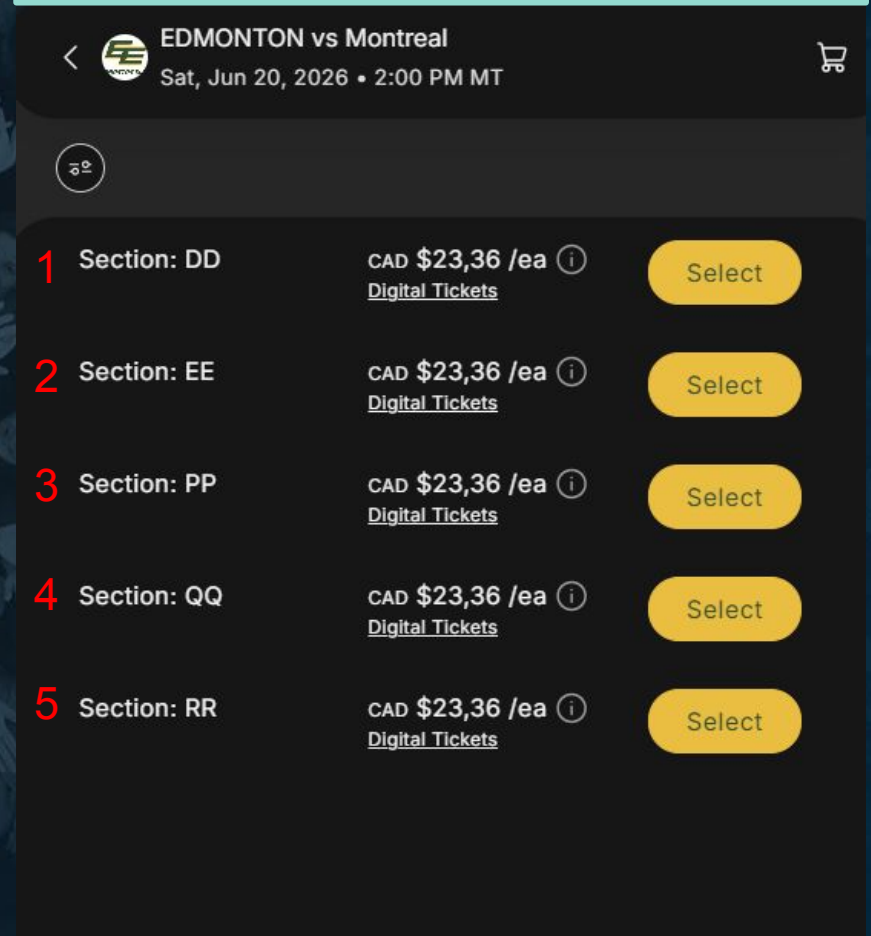 EDMONTON vs Montreal
Sat, Jun 20, 2026 • 2:00 PM MT
1 Section: DD CAD $23,36 /ea Select
Digital Tickets
2 Section: EE CAD $23,36 /ea Select
Digital Tickets
3 Section: PP CAD $23,36 /ea Select
Digital Tickets
4 Section: QQ CAD $23,36 /ea Select
Digital Tickets
5 Section: RR CAD $23,36 /ea Select
Digital Tickets